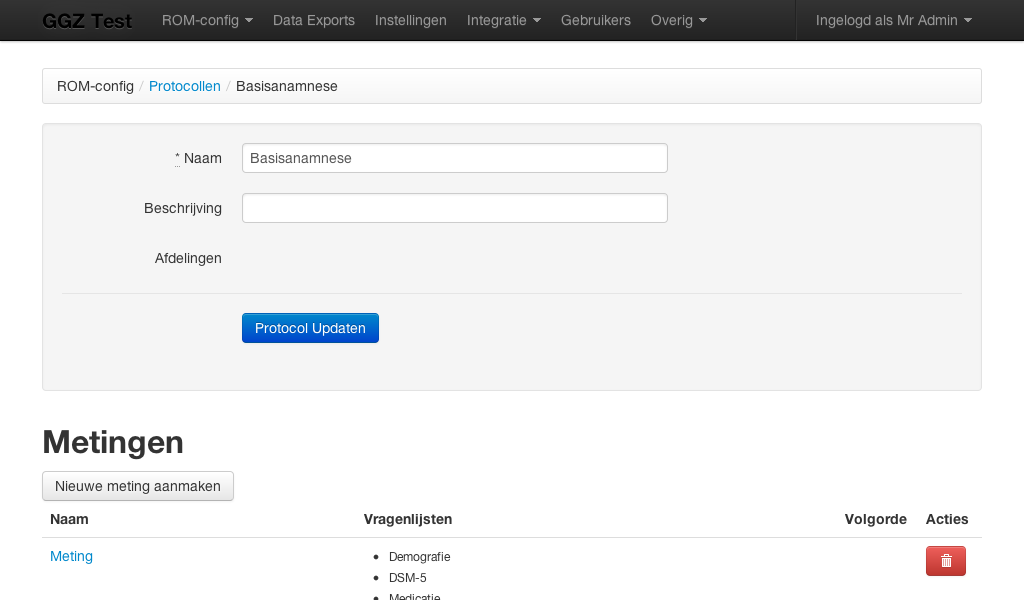 GGZ Test ROM-config Data Exports Instellingen Integratie Gebruikers Overig Ingelogd als Mr Admin
ROM-config / Protocollen / Basisanamnese
* Naam Basisanamnese
Beschrijving
Afdelingen
Protocol Updaten
Metingen
Nieuwe meting aanmaken
Naam Vragenlijsten Volgorde Acties
Meting • Demografie
• DSM-5
• Medicatie